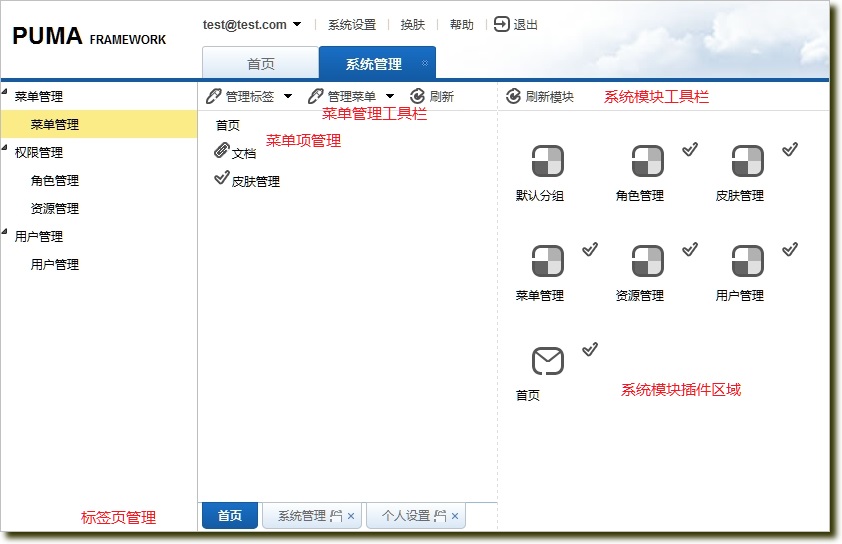 PUMA FRAMEWORK
test@test.com 系统设置 换肤 帮助 退出
首页 系统管理
菜单管理
菜单管理
权限管理
角色管理
资源管理
用户管理
用户管理
标签页管理
管理标签 管理菜单 刷新
菜单管理工具栏
首页
菜单项管理
文档
皮肤管理
首页 系统管理 个人设置
刷新模块 系统模块工具栏
默认分组 角色管理 皮肤管理
菜单管理 资源管理 用户管理
首页
系统模块插件区域